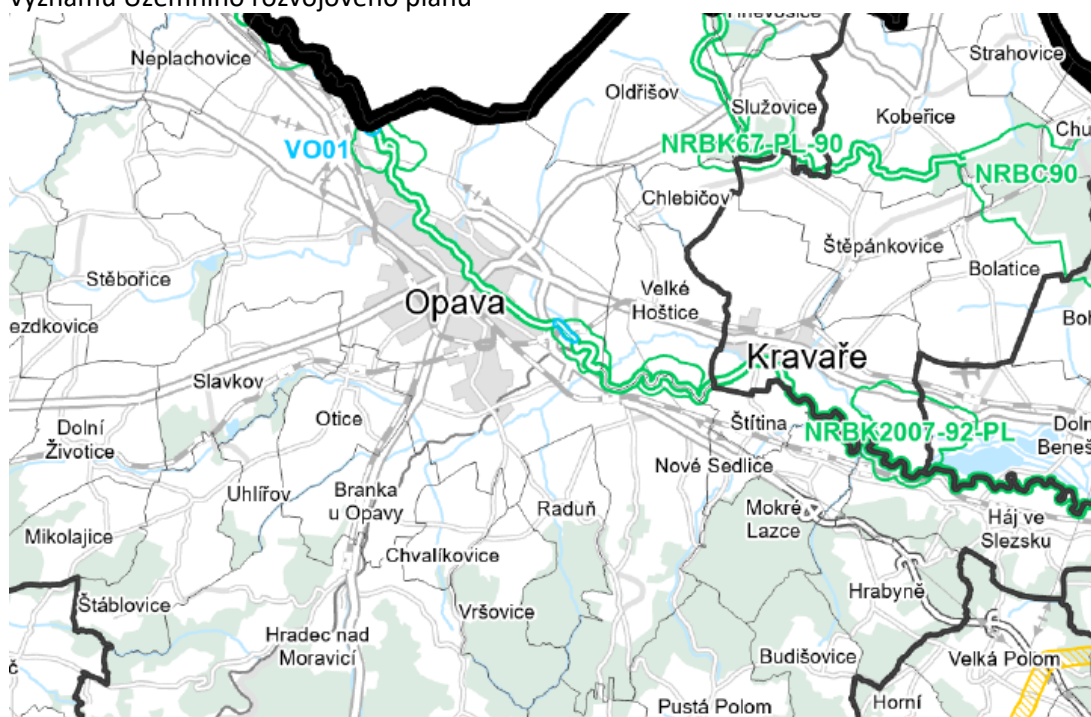 významu Územního rozvojového plánu
Hněvošice
Neplachovice
Strahovice
Oldřišov
Služovice
Kobeřice
VO01
NRBK67-PL-90
NRBC90
Chlebičov
Štěpánkovice
Bolatice
Stěbořice
Velké
Hoštice
Opava
Kravaře
Slavkov
Otice
Štítina
NRBK2007-92-PL
Dolní
Životice
Nové Sedlice
Uhlířov
Branka
u Opavy
Raduň
Mokré
Lazce
Háj ve
Slezsku
Mikolajice
Chvalíkovice
Hrabyně
Štáblovice
Vršovice
Hradec nad
Moravicí
Budišovice
Velká Polom
Pustá Polom
Horní